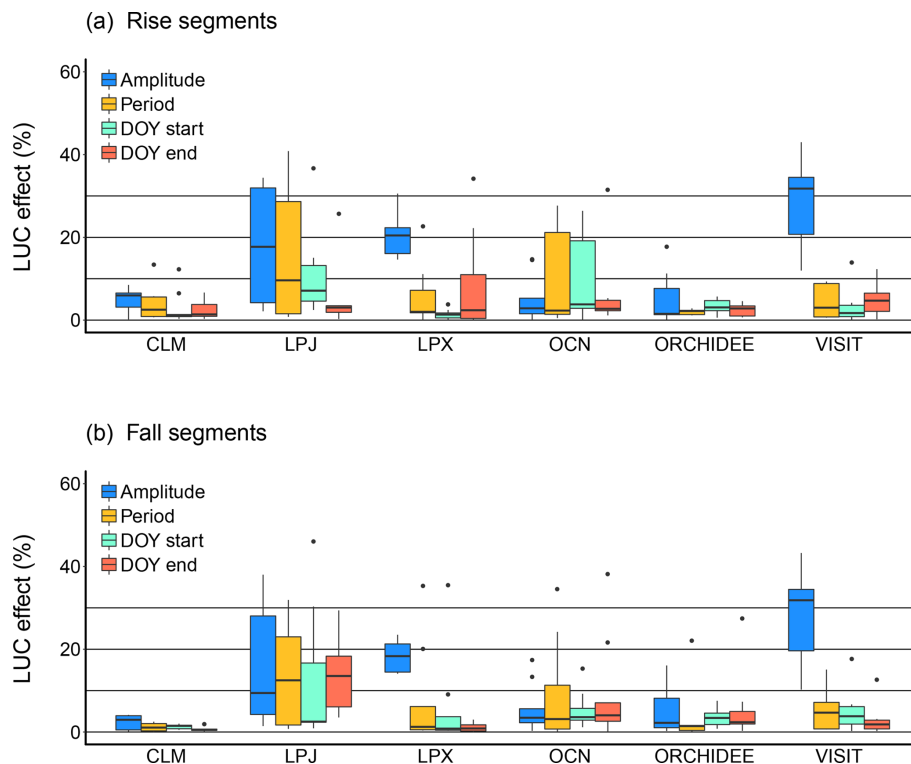 (a) Rise segments
60
Amplitude
Period
DOY start
40
DOY end
LUC effect (%)
20
0
CLM LPJ LPX OCN ORCHIDEE VISIT
(b) Fall segments
60
Amplitude
Period
DOY start
40
DOY end
LUC effect (%)
20
0
CLM LPJ LPX OCN ORCHIDEE VISIT